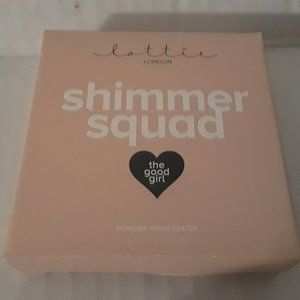 lottie
LONDON
shimmer
squad
the
good
girl
POWDER HIGHLIGHTER